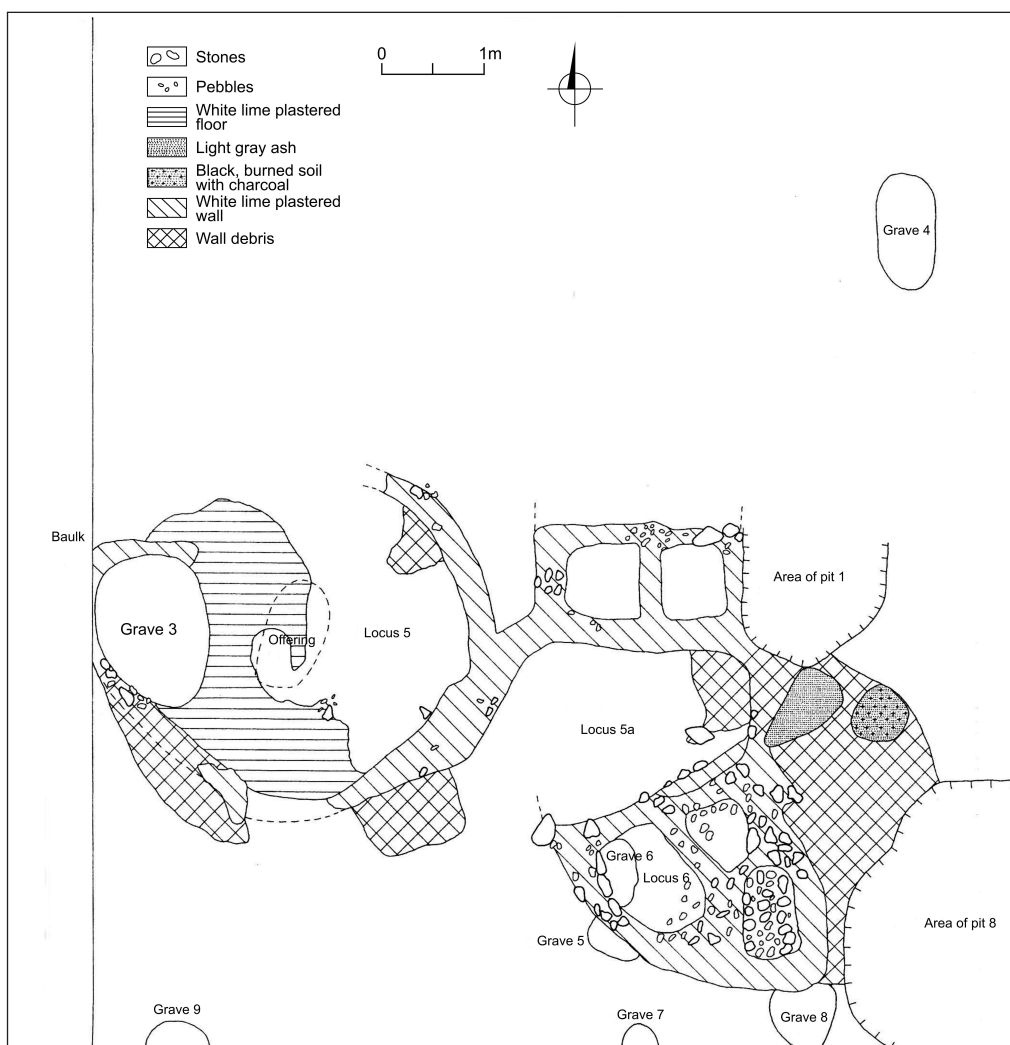 0 1m
Stones
Pebbles
White lime plastered
floor
Light gray ash
Black, burned soil
with charcoal
White lime plastered
wall
Wall debris
Grave 4
Baulk
Area of pit 1
Grave 3
Offering
Locus 5
Locus 5a
Grave 6
Locus 6
Grave 5
Area of pit 8
Grave 9
Grave 7
Grave 8